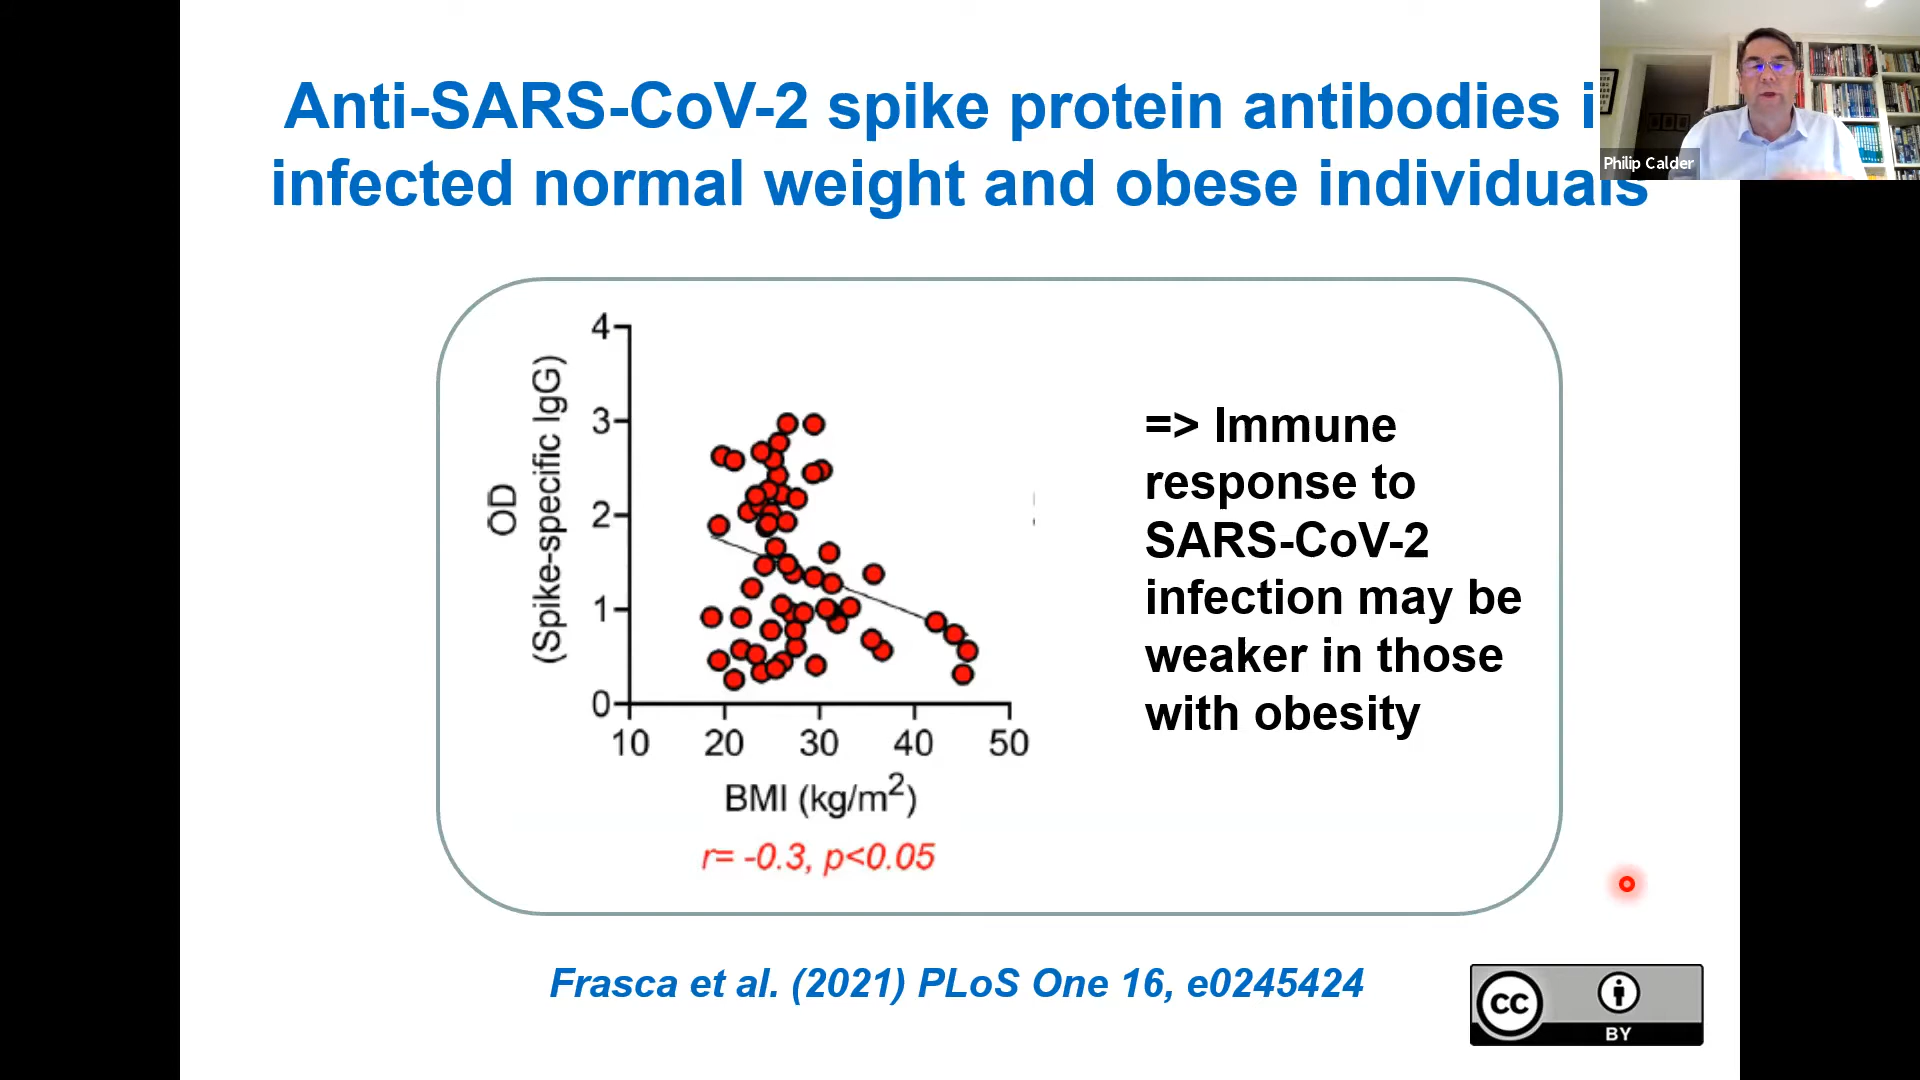 Anti-SARS-CoV-2 spike protein antibodies i
infected normal weight and obese individuals
Philip Calder
4
3
2
1
0
OD
(Spike-specific IgG)
10 20 30 40 50
BMI (kg/m²)
r= -0.3, p<0.05
=> Immune
response to
SARS-CoV-2
infection may be
weaker in those
with obesity
Frasca et al. (2021) PLoS One 16, e0245424
CC
BY